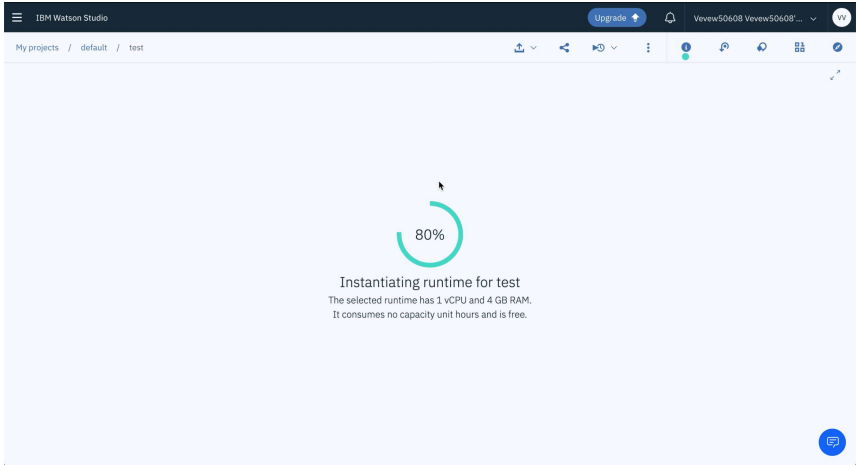 IBM Watson Studio
Upgrade
Vevew50608 Vevew50608'...
VV
My projects / default / test
80%
Instantiating runtime for test
The selected runtime has 1 vCPU and 4 GB RAM.
It consumes no capacity unit hours and is free.